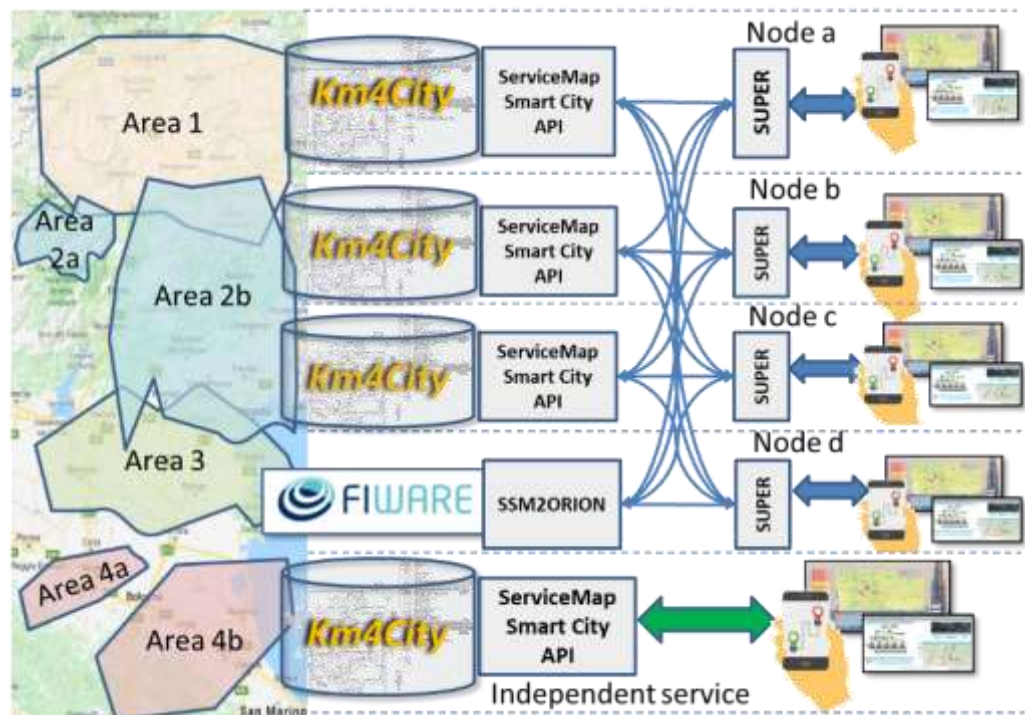 Node a
Area 1
Km4City
ServiceMap
Smart City
API
SUPER
Node b
Area
2a
Area 2b
Km4City
ServiceMap
Smart City
API
SUPER
Node c
Km4City
ServiceMap
Smart City
API
SUPER
Node d
Area 3
FIWARE
SSM2ORION
SUPER
Area 4a
Area 4b
Km4City
ServiceMap
Smart City
API
Independent service
San Marino